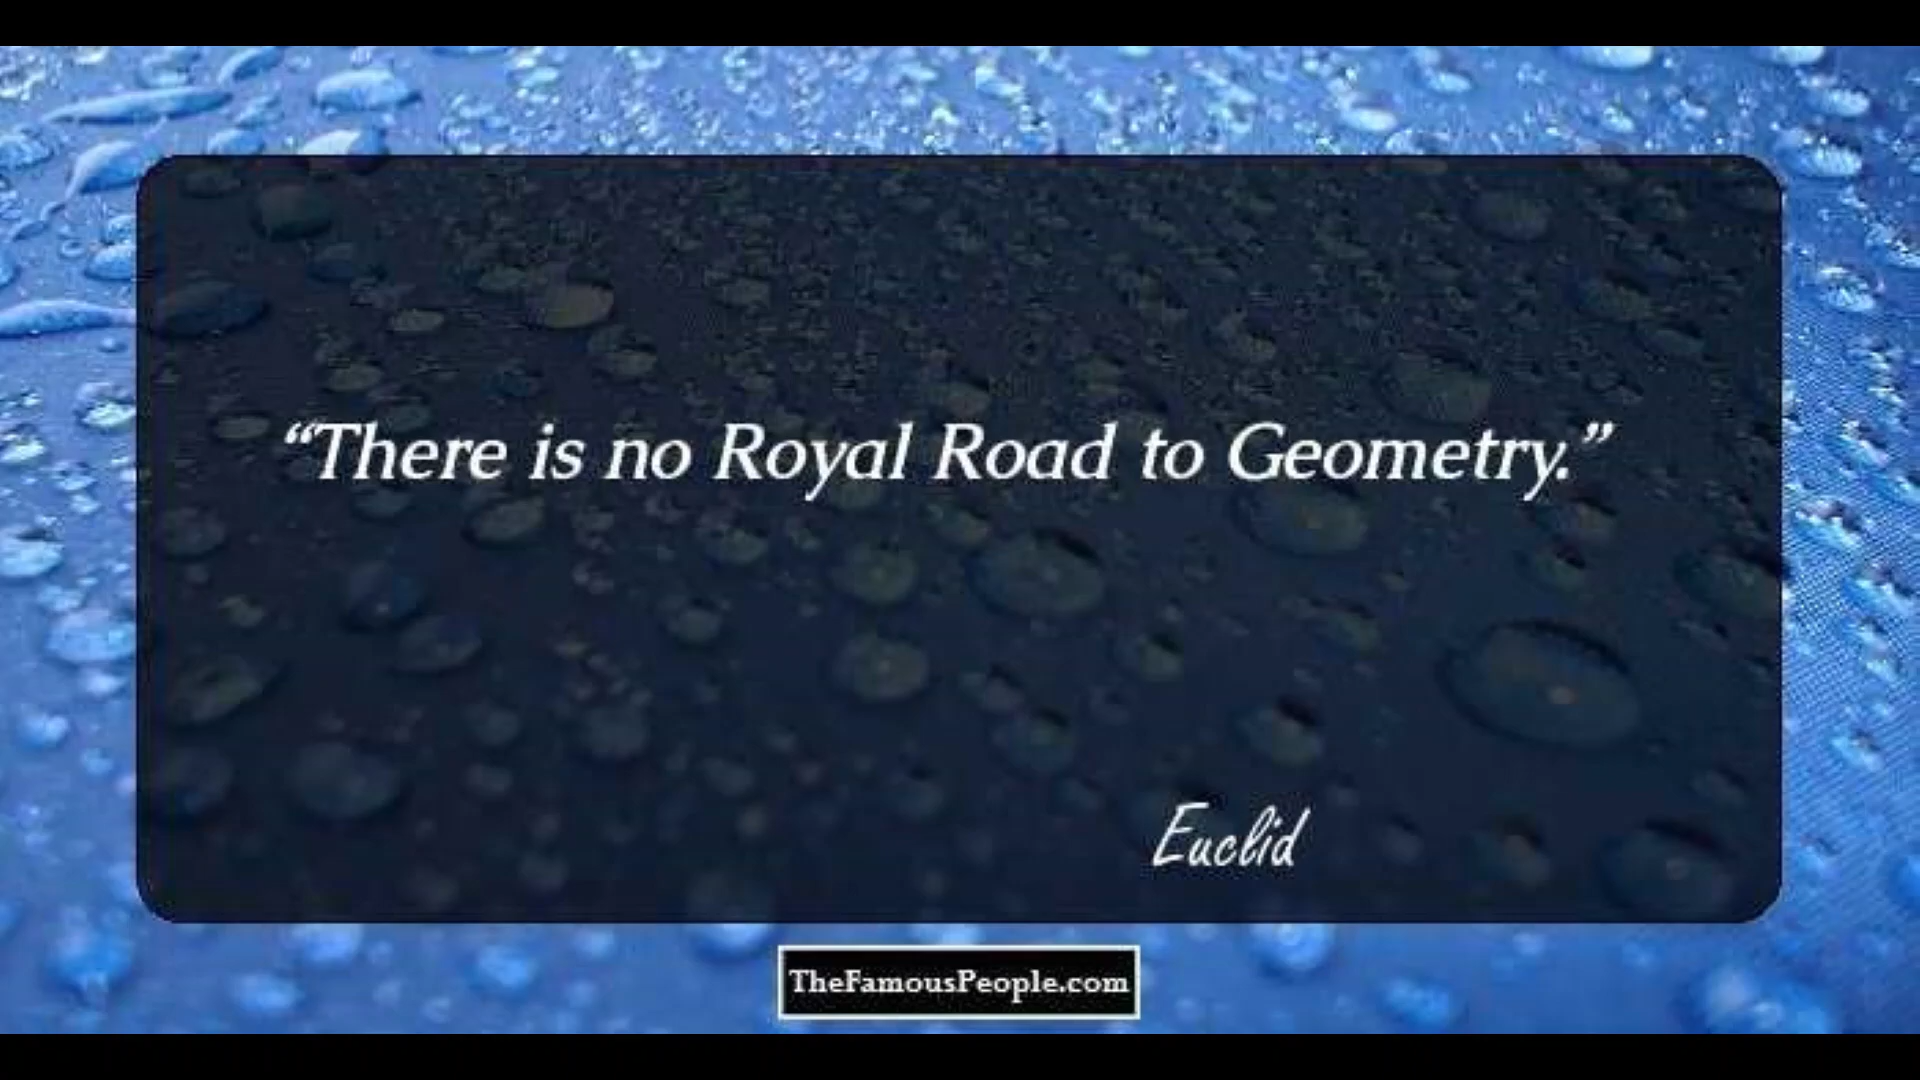 “There is no Royal Road to Geometry.”
Euclid
TheFamousPeople.com